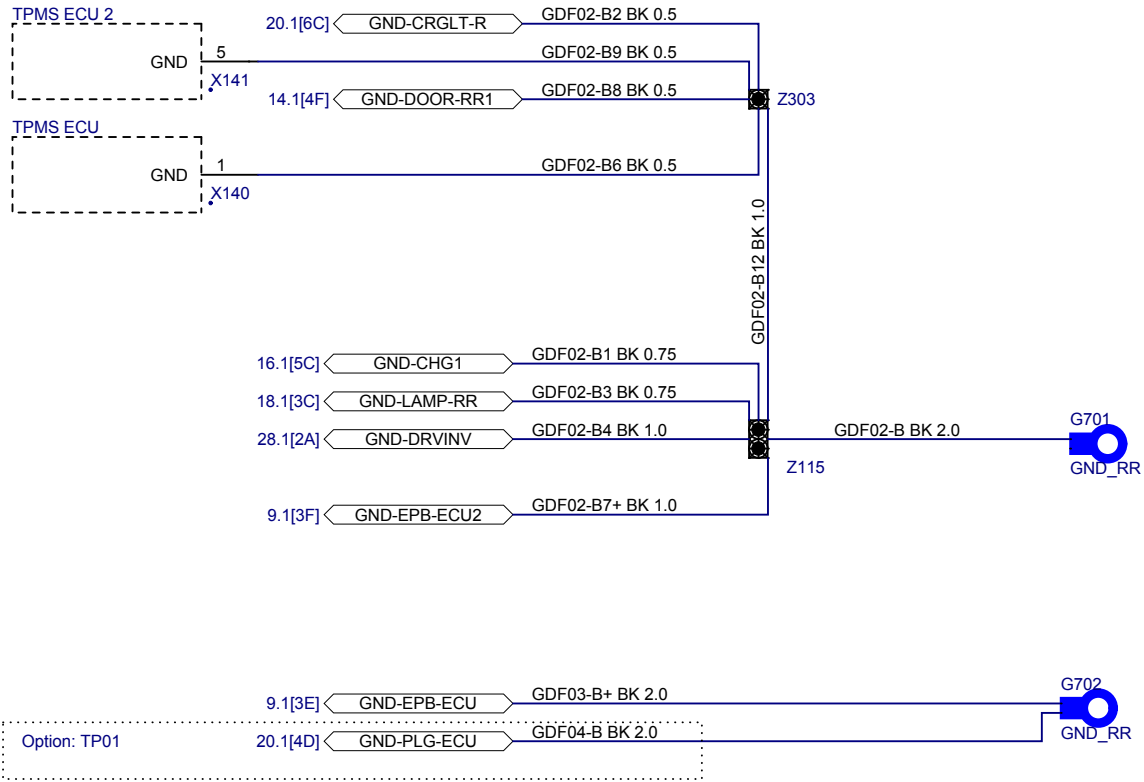 TPMS ECU 2
20.1[6C] GND-CRGLT-R GDF02-B2 BK 0.5
GND 5 GDF02-B9 BK 0.5
X141
14.1[4F] GND-DOOR-RR1 GDF02-B8 BK 0.5 Z303
TPMS ECU
GND 1 GDF02-B6 BK 0.5
X140
GDF02-B12 BK 1.0
16.1[5C] GND-CHG1 GDF02-B1 BK 0.75
18.1[3C] GND-LAMP-RR GDF02-B3 BK 0.75
28.1[2A] GND-DRVINV GDF02-B4 BK 1.0
Z115
GDF02-B BK 2.0
G701
GND_RR
9.1[3F] GND-EPB-ECU2 GDF02-B7+ BK 1.0
9.1[3E] GND-EPB-ECU GDF03-B+ BK 2.0
G702
GND_RR
Option: TP01 20.1[4D] GND-PLG-ECU GDF04-B BK 2.0